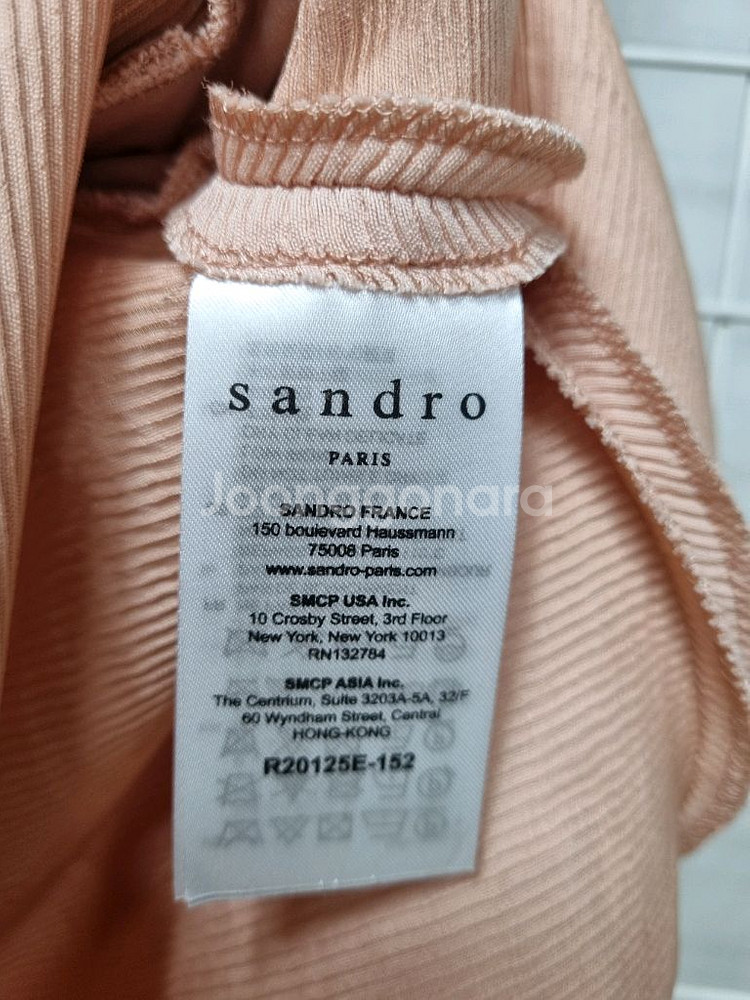 sandro
PARIS
Joonggonara
SANDRO FRANCE
150 boulevard Haussmann
75008 Paris
www.sandro-paris.com
SMCP USA Inc.
10 Crosby Street, 3rd Floor
New York, New York 10013
RN132784
SMCP ASIA Inc.
The Centrium, Suite 3203A-5A, 32/F
60 Wyndham Street, Central
HONG-KONG
R20125E-152